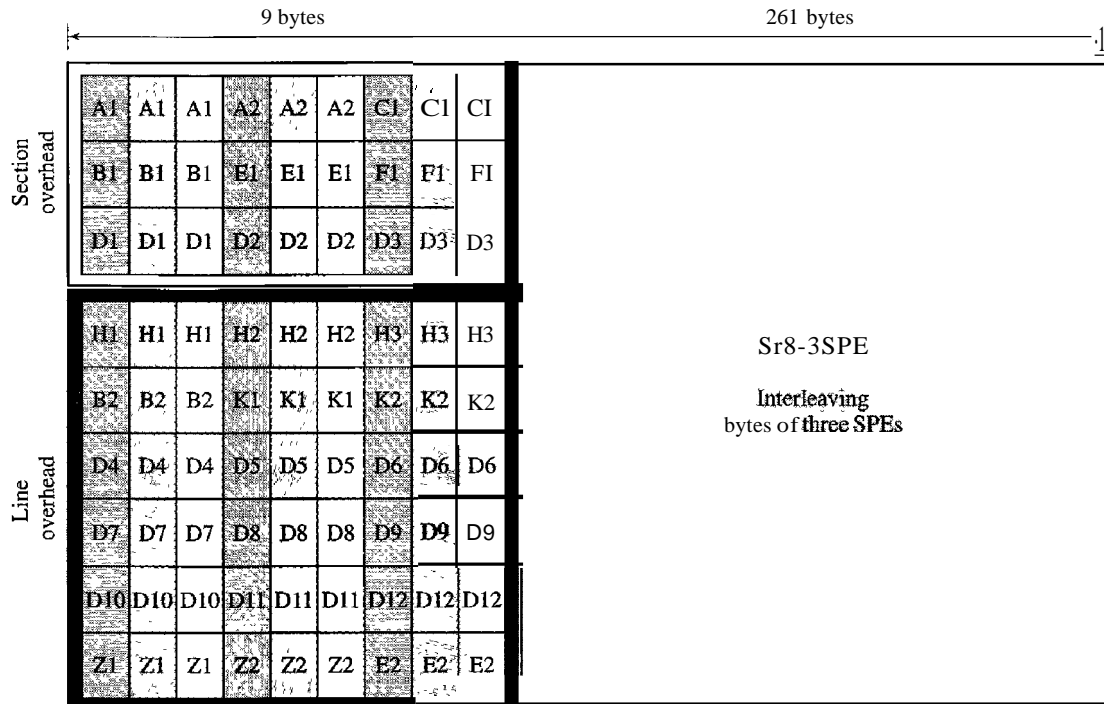 9 bytes 261 bytes
Section
overhead
A1 A1 A1 A2 A2 A2 C1 C1 CI
B1 B1 B1 E1 E1 E1 F1 F1 FI
D1 D1 D1 D2 D2 D2 D3 D3 D3
Line
overhead
H1 H1 H1 H2 H2 H2 H3 H3 H3
B2 B2 B2 K1 K1 K1 K2 K2 K2
D4 D4 D4 D5 D5 D5 D6 D6 D6
D7 D7 D7 D8 D8 D8 D9 D9 D9
D10 D10 D10 D11 D11 D11 D12 D12 D12
Z1 Z1 Z1 Z2 Z2 Z2 E2 E2 E2
Sr8-3SPE
Interleaving
bytes of three SPEs